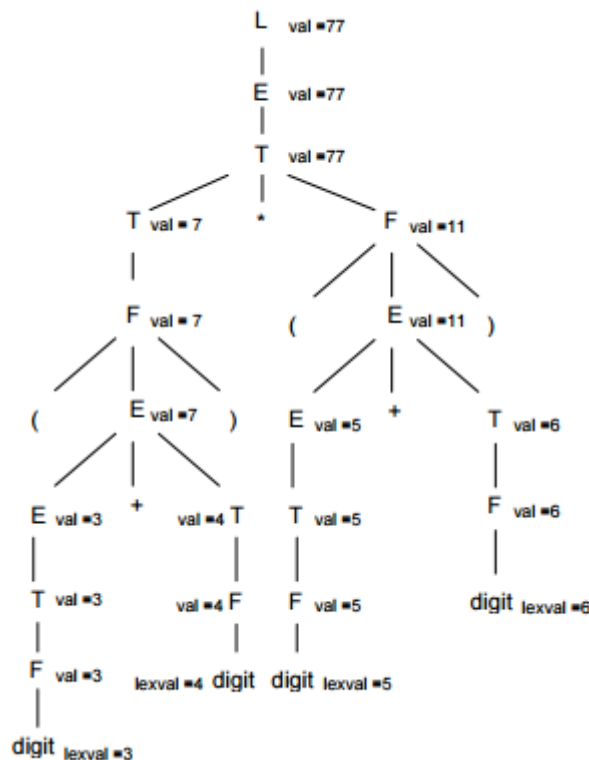 L val =77
E val =77
T val =77
T val = 7 * F val =11
F val = 7 ( E val =11 )
( E val =7 ) E val =5 + T val =6
E val =3 + val =4 T T val =5 F val =6
T val =3 val =4 F F val =5 digit lexval =6
F val =3 lexval =4 digit digit lexval =5
digit lexval =3